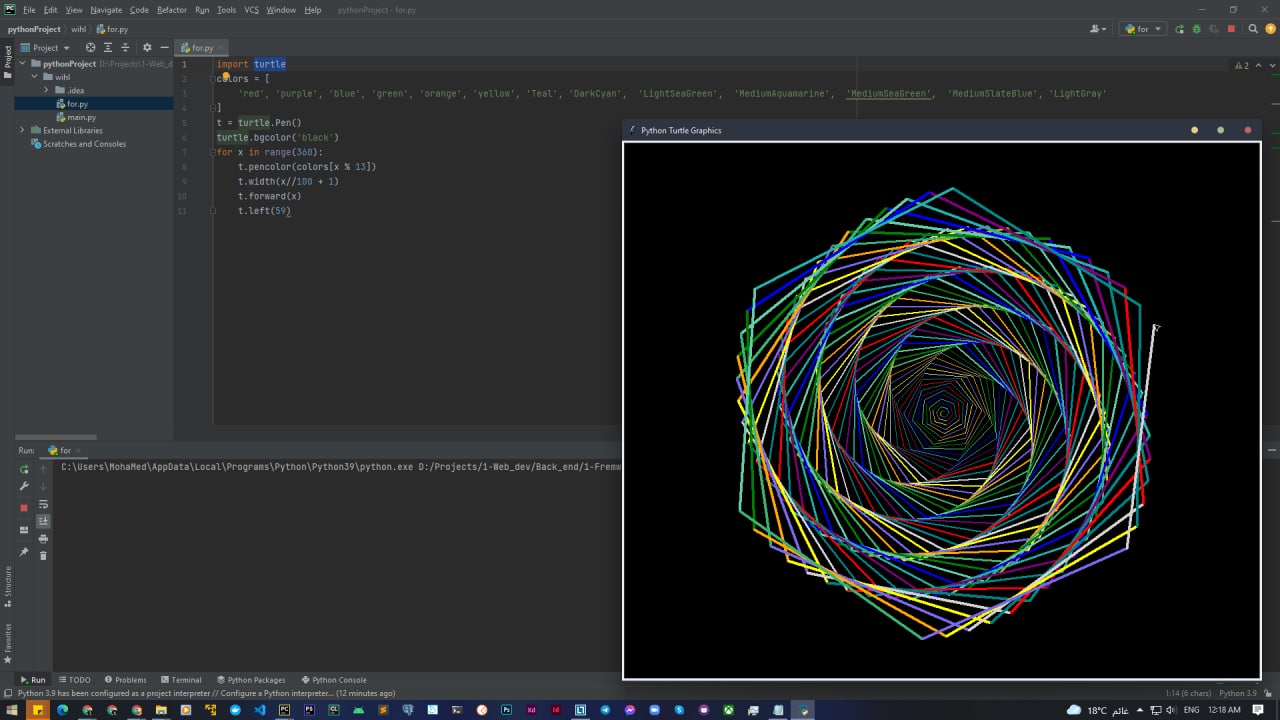 File Edit View Navigate Code Refactor Run Tools VCS Window Help pythonProject - for.py
pythonProject wihl for.py for
Project for.py
Project
pythonProject D:\Projects\1-Web_d
wihl
.idea
for.py
main.py
External Libraries
Scratches and Consoles
1 import turtle
2 colors = [
3 'red', 'purple', 'blue', 'green', 'orange', 'yellow', 'Teal', 'DarkCyan', 'LightSeaGreen', 'MediumAquamarine', 'MediumSeaGreen', 'MediumSlateBlue', 'LightGray'
4 ]
5 t = turtle.Pen()
6 turtle.bgcolor('black')
7 for x in range(360):
8 t.pencolor(colors[x % 13])
9 t.width(x//100 + 1)
10 t.forward(x)
11 t.left(59)
2
Python Turtle Graphics
Run: for
C:\Users\MohaMed\AppData\Local\Programs\Python\Python39\python.exe D:/Projects/1-Web_dev/Back_end/1-Fremw
Structure
Favorites
Run TODO Problems Terminal Python Packages Python Console
Python 3.9 has been configured as a project interpreter // Configure a Python interpreter... (12 minutes ago) 1:14 (6 chars) Python 3.9
18°C غائم ENG 12:18 AM